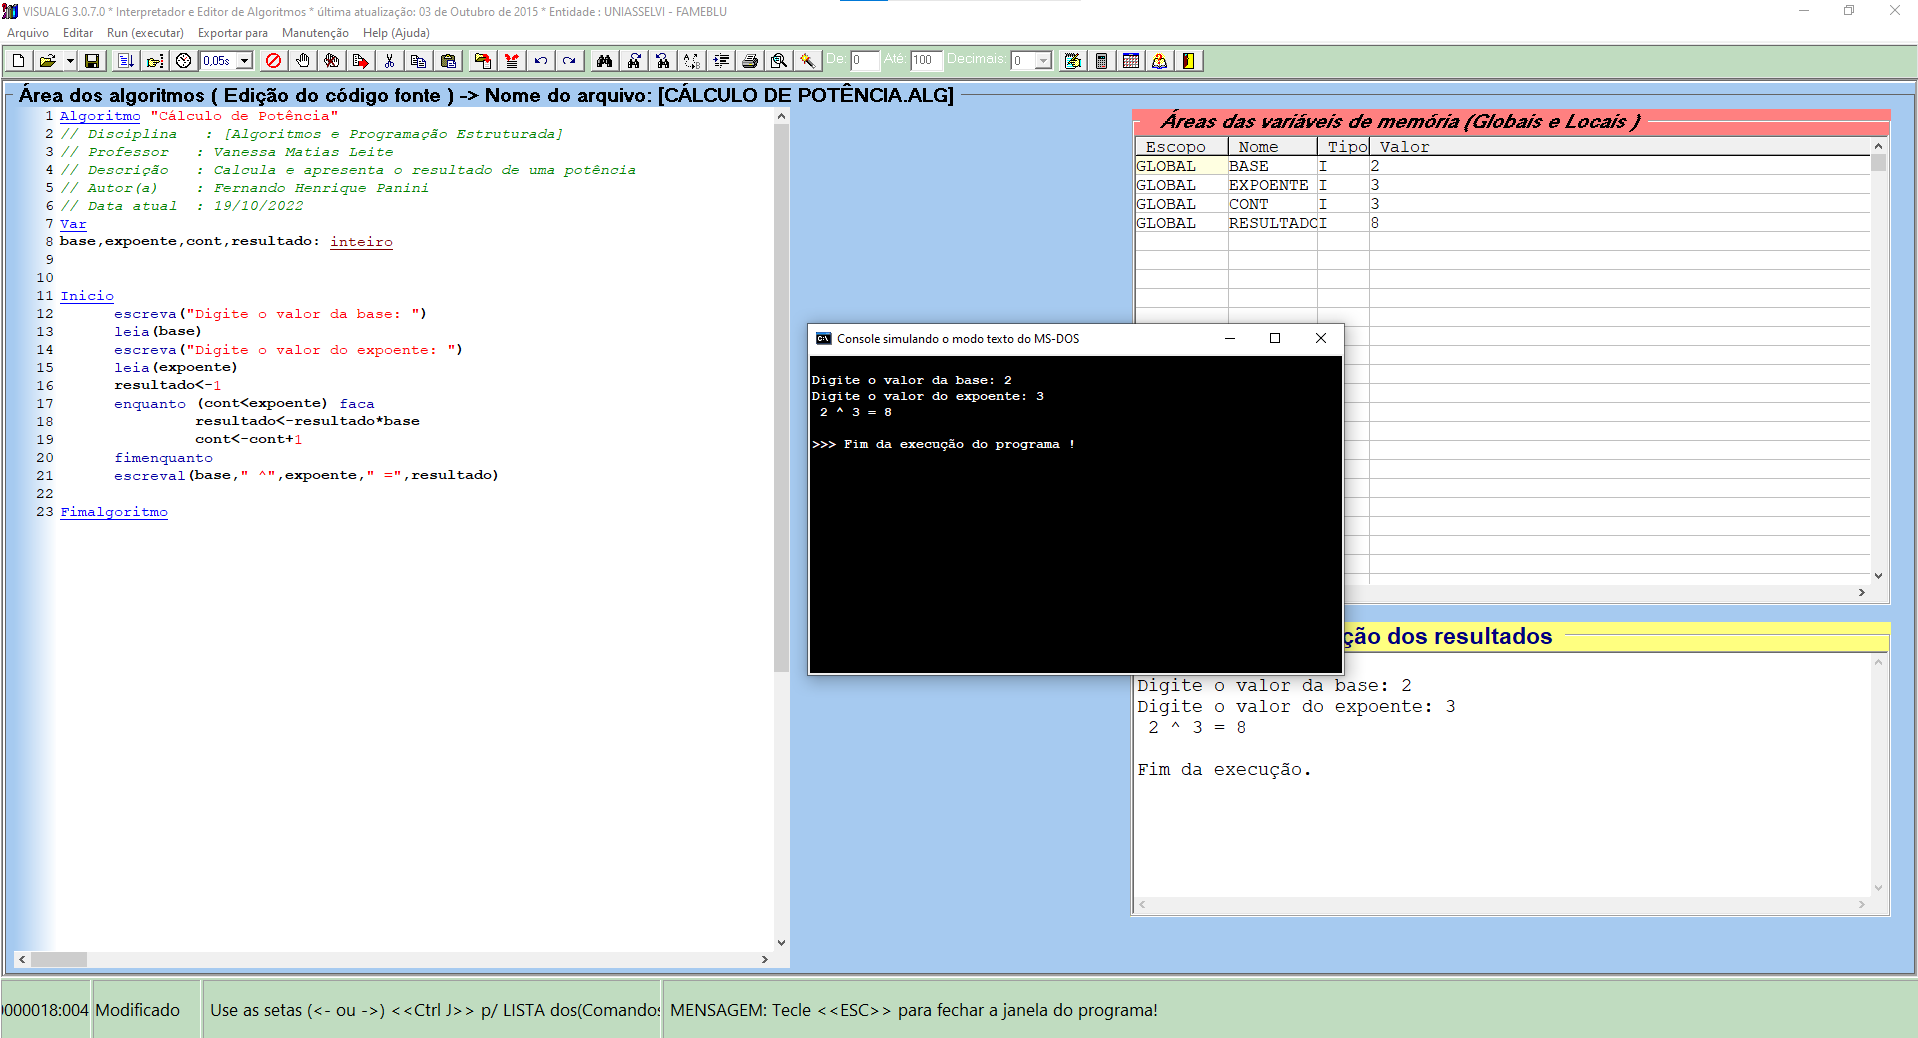 VISUALG 3.0.7.0 * Interpretador e Editor de Algoritmos * última atualização: 03 de Outubro de 2015 * Entidade : UNIASSELVI - FAMEBLU
Arquivo Editar Run (executar) Exportar para Manutenção Help (Ajuda)
0,05s De: 0 Até: 100 Decimais: 0
Área dos algoritmos ( Edição do código fonte ) -> Nome do arquivo: [CÁLCULO DE POTÊNCIA.ALG]
1 Algoritmo "Cálculo de Potência"
2 // Disciplina   : [Algoritmos e Programação Estruturada]
3 // Professor   : Vanessa Matias Leite
4 // Descrição   : Calcula e apresenta o resultado de uma potência
5 // Autor(a)    : Fernando Henrique Panini
6 // Data atual  : 19/10/2022
7 Var
8 base,expoente,cont,resultado: inteiro
9
10
11 Inicio
12       escreva("Digite o valor da base: ")
13       leia(base)
14       escreva("Digite o valor do expoente: ")
15       leia(expoente)
16       resultado<-1
17       enquanto (cont<expoente) faca
18                resultado<-resultado*base
19                cont<-cont+1
20       fimenquanto
21       escreval(base," ^",expoente," =",resultado)
22
23 Fimalgoritmo
Áreas das variáveis de memória (Globais e Locais )
Escopo Nome Tipo Valor
GLOBAL BASE I 2
GLOBAL EXPOENTE I 3
GLOBAL CONT I 3
GLOBAL RESULTADO I 8
Console simulando o modo texto do MS-DOS
Digite o valor da base: 2
Digite o valor do expoente: 3
2 ^ 3 = 8
>>> Fim da execução do programa !
ção dos resultados
Digite o valor da base: 2
Digite o valor do expoente: 3
2 ^ 3 = 8
Fim da execução.
0000018:004 Modificado Use as setas (<- ou ->) <<Ctrl J>> p/ LISTA dos(Comandos MENSAGEM: Tecle <<ESC>> para fechar a janela do programa!